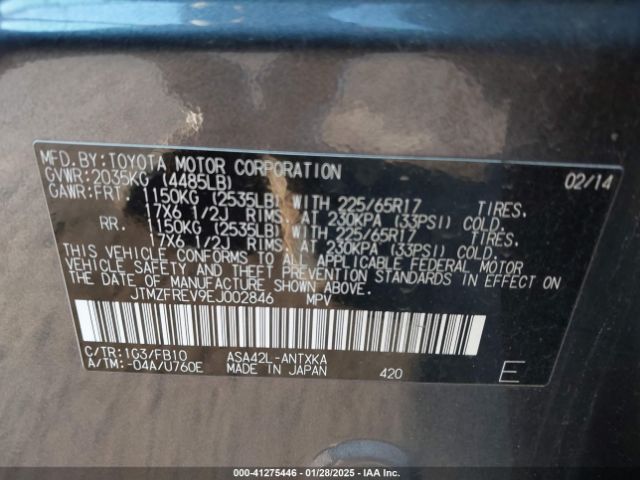 MFD.BY:TOYOTA MOTOR CORPORATION 02/14
GVWR:2035KG (4485LB)
GAWR:FRT 1150KG (2535LB) WITH 225/65R17 TIRES,
17X6 1/2J RIMS, AT 230KPA (33PSI) COLD.
RR. 1150KG (2535LB) WITH 225/65R17 TIRES,
17X6 1/2J RIMS, AT 230KPA (33PSI) COLD.
THIS VEHICLE CONFORMS TO ALL APPLICABLE FEDERAL MOTOR
VEHICLE SAFETY AND THEFT PREVENTION STANDARDS IN EFFECT ON
THE DATE OF MANUFACTURE SHOWN ABOVE.
JTMZFREV9EJ002846 MPV
C/TR:1G3/FB10 ASA42L-ANTXKA
A/TM:-04A/U760E MADE IN JAPAN 420 E
000-41275446 | 01/28/2025 | IAA Inc.